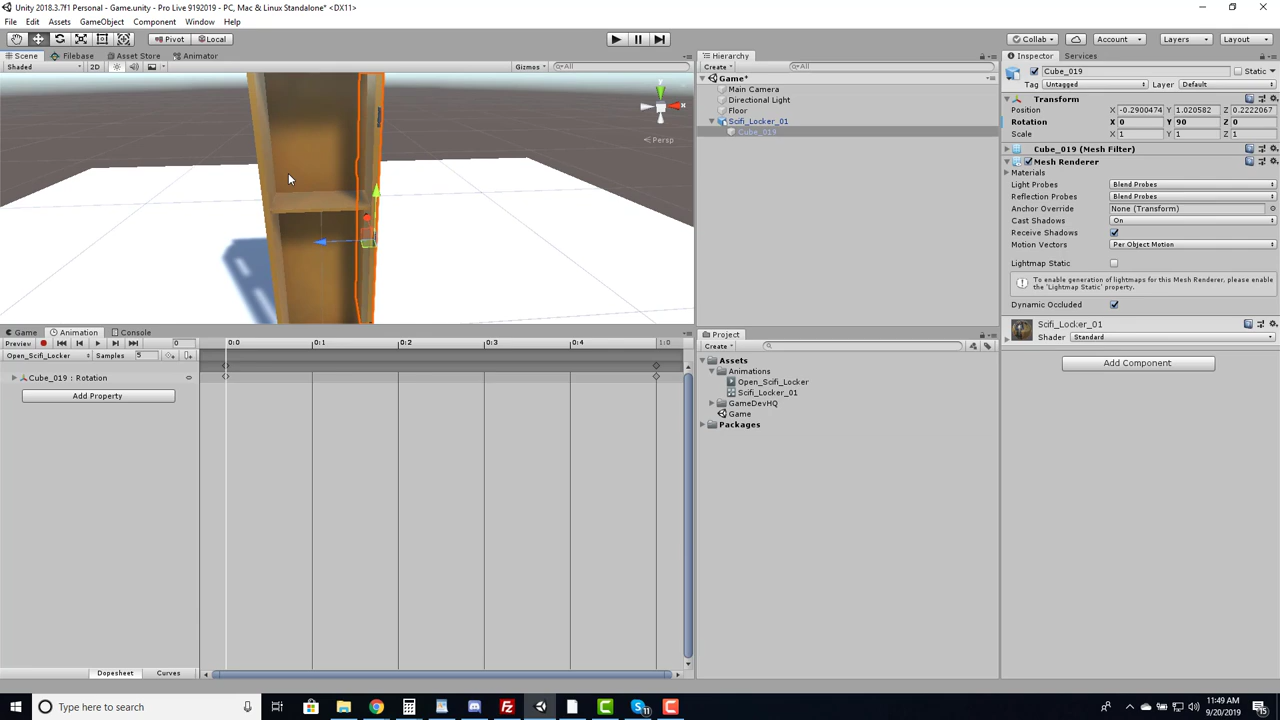 Unity 2018.3.7f1 Personal - Game.unity - Pro Level 9192019 - PC, Mac & Linux Standalone* <DX11>
File Edit Assets GameObject Component Window Help
Pivot Local
Collab Account Layers Layout
Scene Filebase Asset Store Animator
Shaded 2D Gizmos All
Persp
Hierarchy
Create All
Game*
Main Camera
Directional Light
Floor
Scifi_Locker_01
Cube_019
Inspector Services
Cube_019 Static
Tag Untagged Layer Default
Transform
Position X -0.2900474 Y 1.020582 Z 0.2222067
Rotation X 0 Y 90 Z 0
Scale X 1 Y 1 Z 1
Cube_019 (Mesh Filter)
Mesh Renderer
Materials
Light Probes Blend Probes
Reflection Probes Blend Probes
Anchor Override None (Transform)
Cast Shadows On
Receive Shadows
Motion Vectors Per Object Motion
Lightmap Static
To enable generation of lightmaps for this Mesh Renderer, please enable
the 'Lightmap Static' property.
Dynamic Occluded
Scifi_Locker_01
Shader Standard
Add Component
Game Animation Console
Preview 0 0:0 0:1 0:2 0:3 0:4 1:0
Open_Scifi_Locker Samples 5
Cube_019 : Rotation
Add Property
Dopesheet Curves
Project
Create
Assets
Animations
Open_Scifi_Locker
Scifi_Locker_01
GameDevHQ
Game
Packages
Type here to search
11:49 AM
9/20/2019